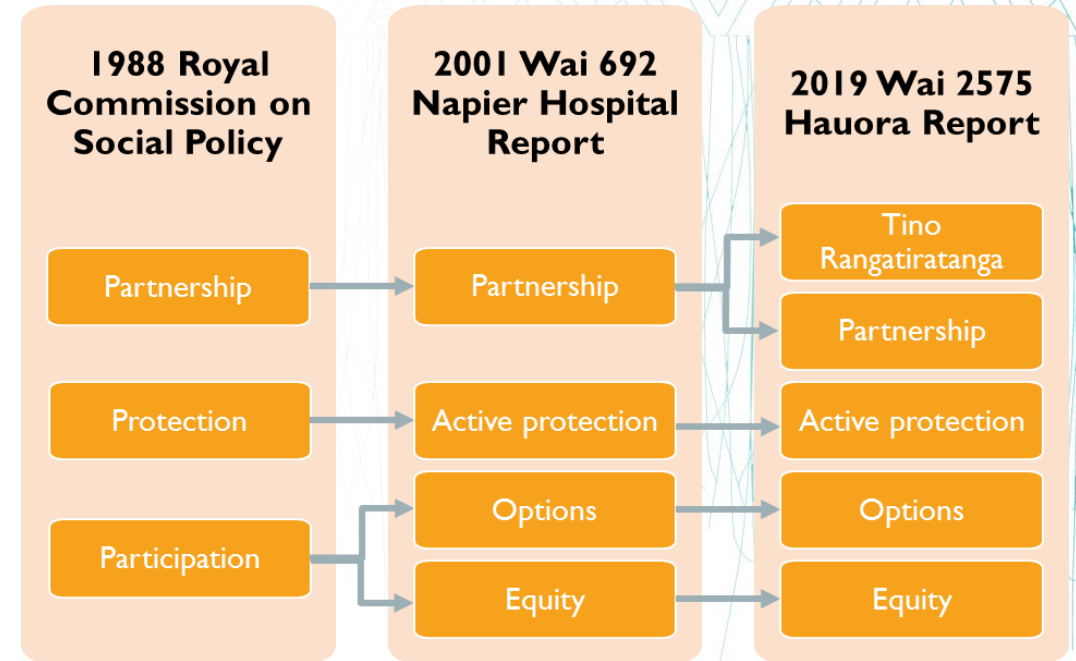 1988 Royal
Commission on
Social Policy
Partnership
Protection
Participation
2001 Wai 692
Napier Hospital
Report
Partnership
Active protection
Options
Equity
2019 Wai 2575
Hauora Report
Tino
Rangatiratanga
Partnership
Active protection
Options
Equity